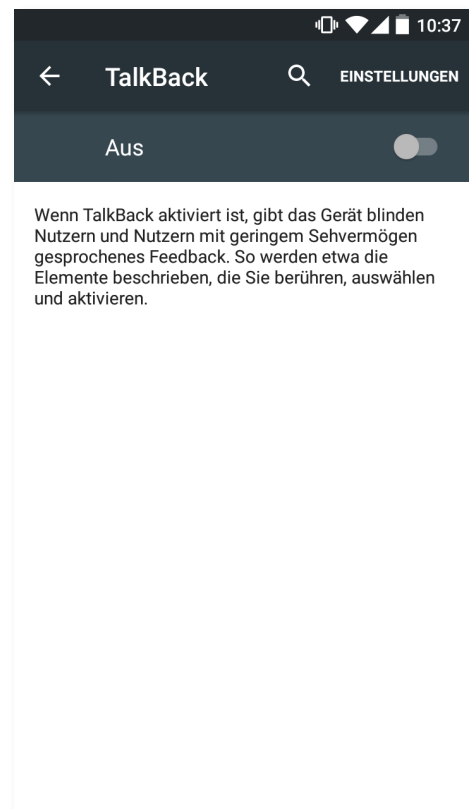 10:37
TalkBack EINSTELLUNGEN
Aus
Wenn TalkBack aktiviert ist, gibt das Gerät blinden
Nutzern und Nutzern mit geringem Sehvermögen
gesprochenes Feedback. So werden etwa die
Elemente beschrieben, die Sie berühren, auswählen
und aktivieren.